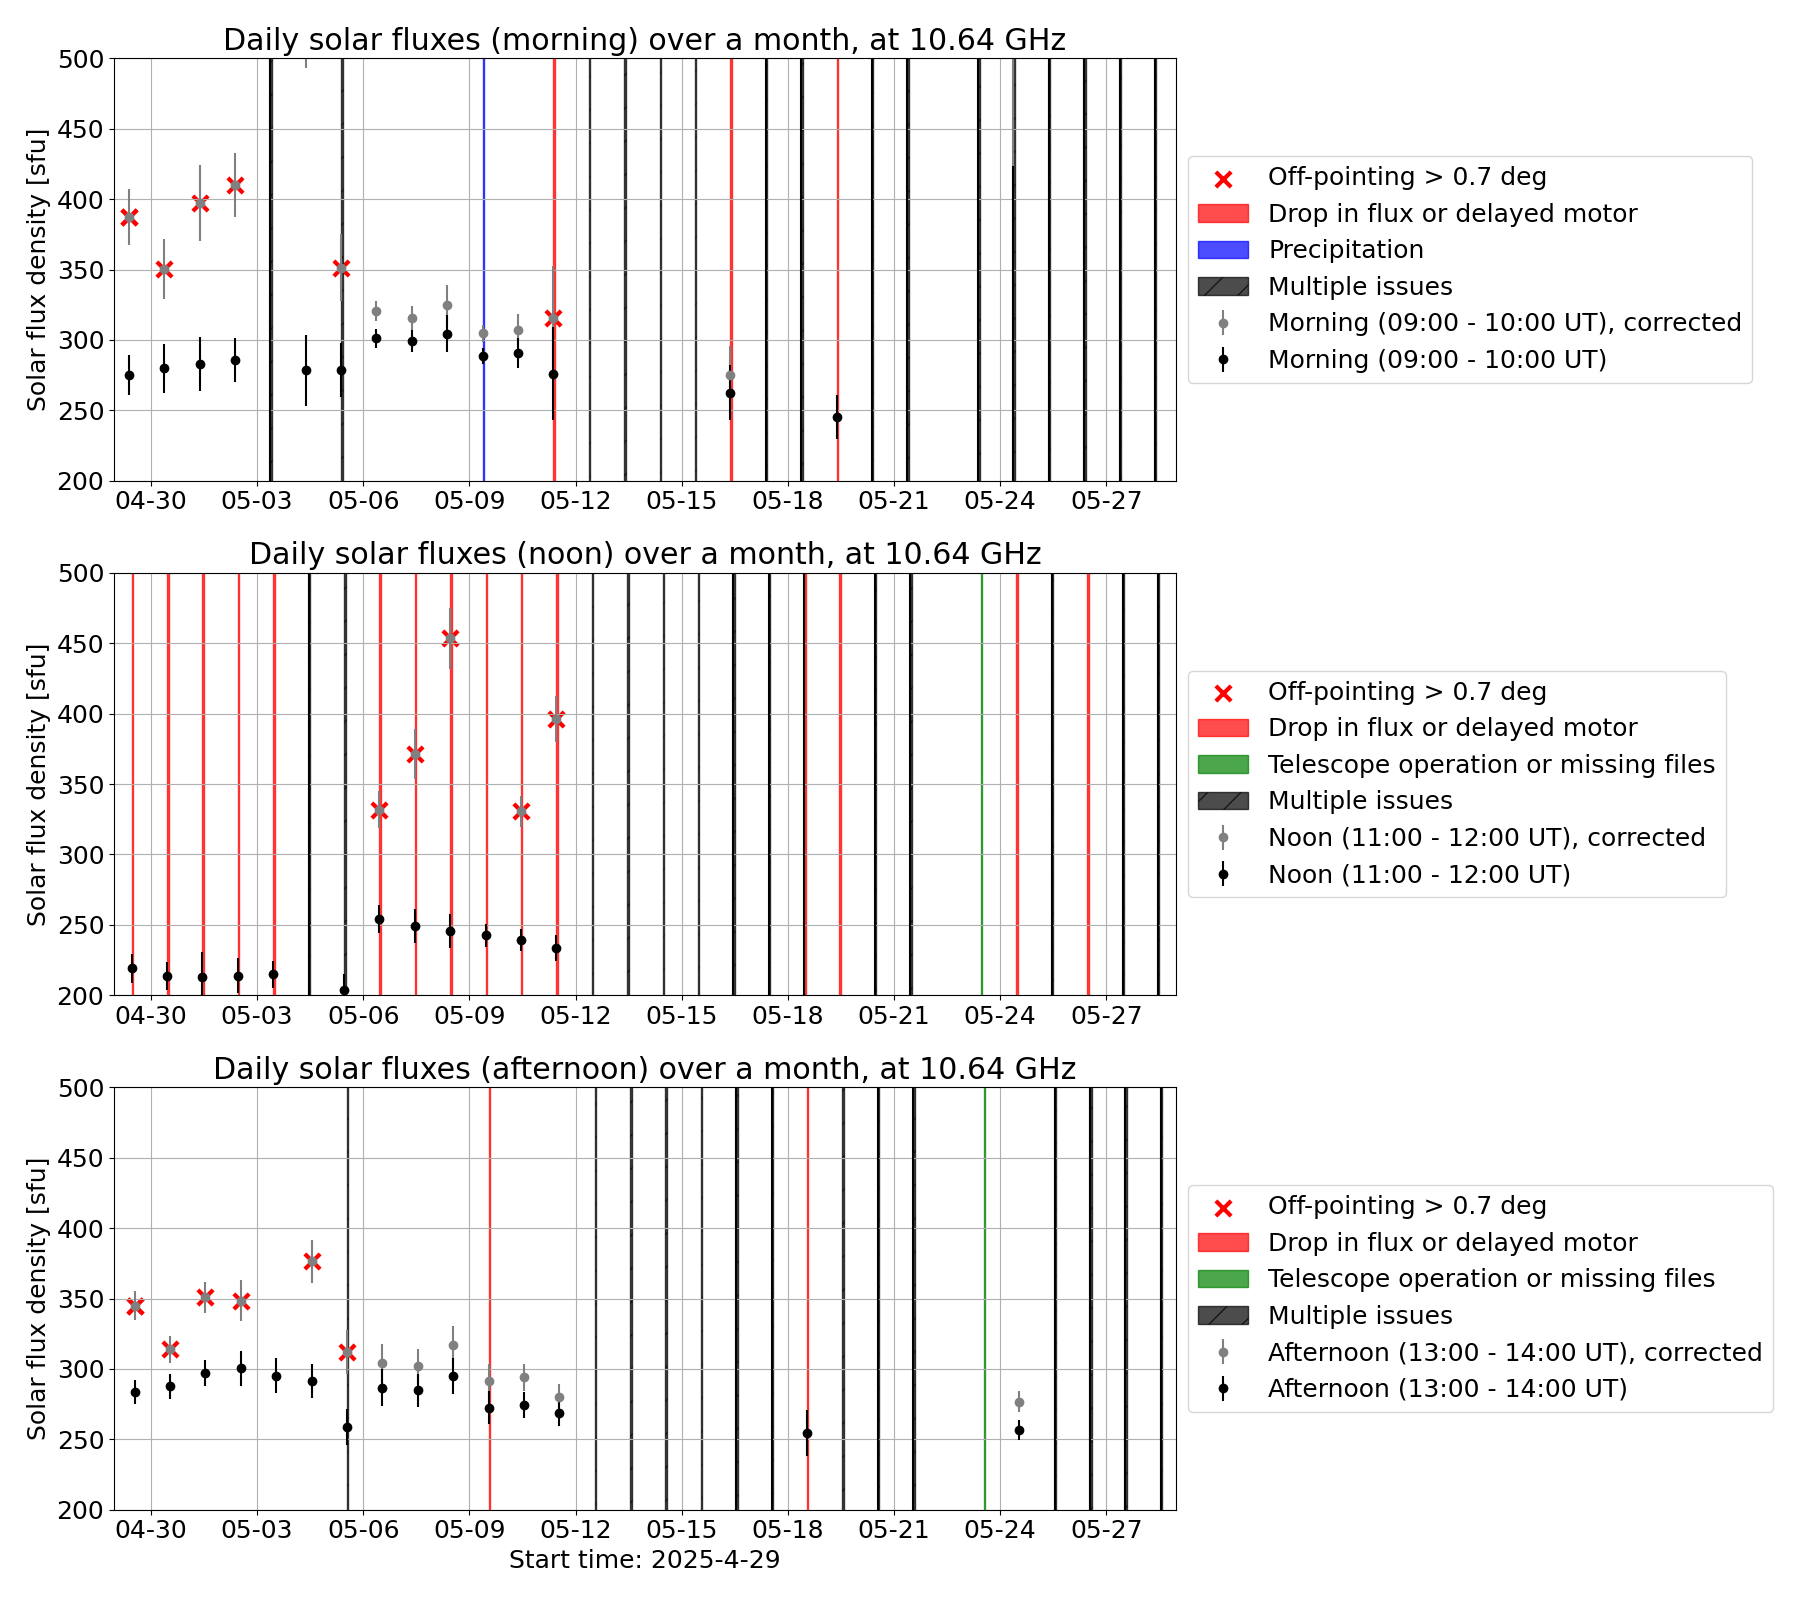 Daily solar fluxes (morning) over a month, at 10.64 GHz
500
450
400
350
300
250
200
Solar flux density [sfu]
04-30 05-03 05-06 05-09 05-12 05-15 05-18 05-21 05-24 05-27
Off-pointing > 0.7 deg
Drop in flux or delayed motor
Precipitation
Multiple issues
Morning (09:00 - 10:00 UT), corrected
Morning (09:00 - 10:00 UT)
Daily solar fluxes (noon) over a month, at 10.64 GHz
500
450
400
350
300
250
200
Solar flux density [sfu]
04-30 05-03 05-06 05-09 05-12 05-15 05-18 05-21 05-24 05-27
Off-pointing > 0.7 deg
Drop in flux or delayed motor
Telescope operation or missing files
Multiple issues
Noon (11:00 - 12:00 UT), corrected
Noon (11:00 - 12:00 UT)
Daily solar fluxes (afternoon) over a month, at 10.64 GHz
500
450
400
350
300
250
200
Solar flux density [sfu]
04-30 05-03 05-06 05-09 05-12 05-15 05-18 05-21 05-24 05-27
Start time: 2025-4-29
Off-pointing > 0.7 deg
Drop in flux or delayed motor
Telescope operation or missing files
Multiple issues
Afternoon (13:00 - 14:00 UT), corrected
Afternoon (13:00 - 14:00 UT)